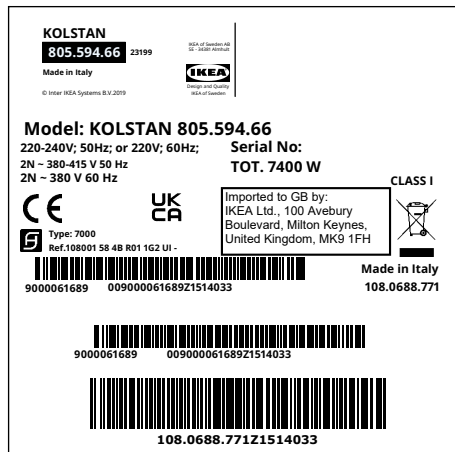 KOLSTAN
805.594.66 23199
Made in Italy
© Inter IKEA Systems B.V.2019
IKEA of Sweden AB
SE - 34381 Älmhult
IKEA
Design and Quality
IKEA of Sweden
Model: KOLSTAN 805.594.66
220-240V; 50Hz; or 220V; 60Hz;
2N ~ 380-415 V 50 Hz
2N ~ 380 V 60 Hz
Serial No:
TOT. 7400 W
CLASS I
CE
UK
CA
Type: 7000
Ref.108001 58 4B R01 1G2 UI -
Imported to GB by:
IKEA Ltd., 100 Avebury
Boulevard, Milton Keynes,
United Kingdom, MK9 1FH
9000061689 009000061689Z1514033
Made in Italy
108.0688.771
9000061689 009000061689Z1514033
108.0688.771Z1514033